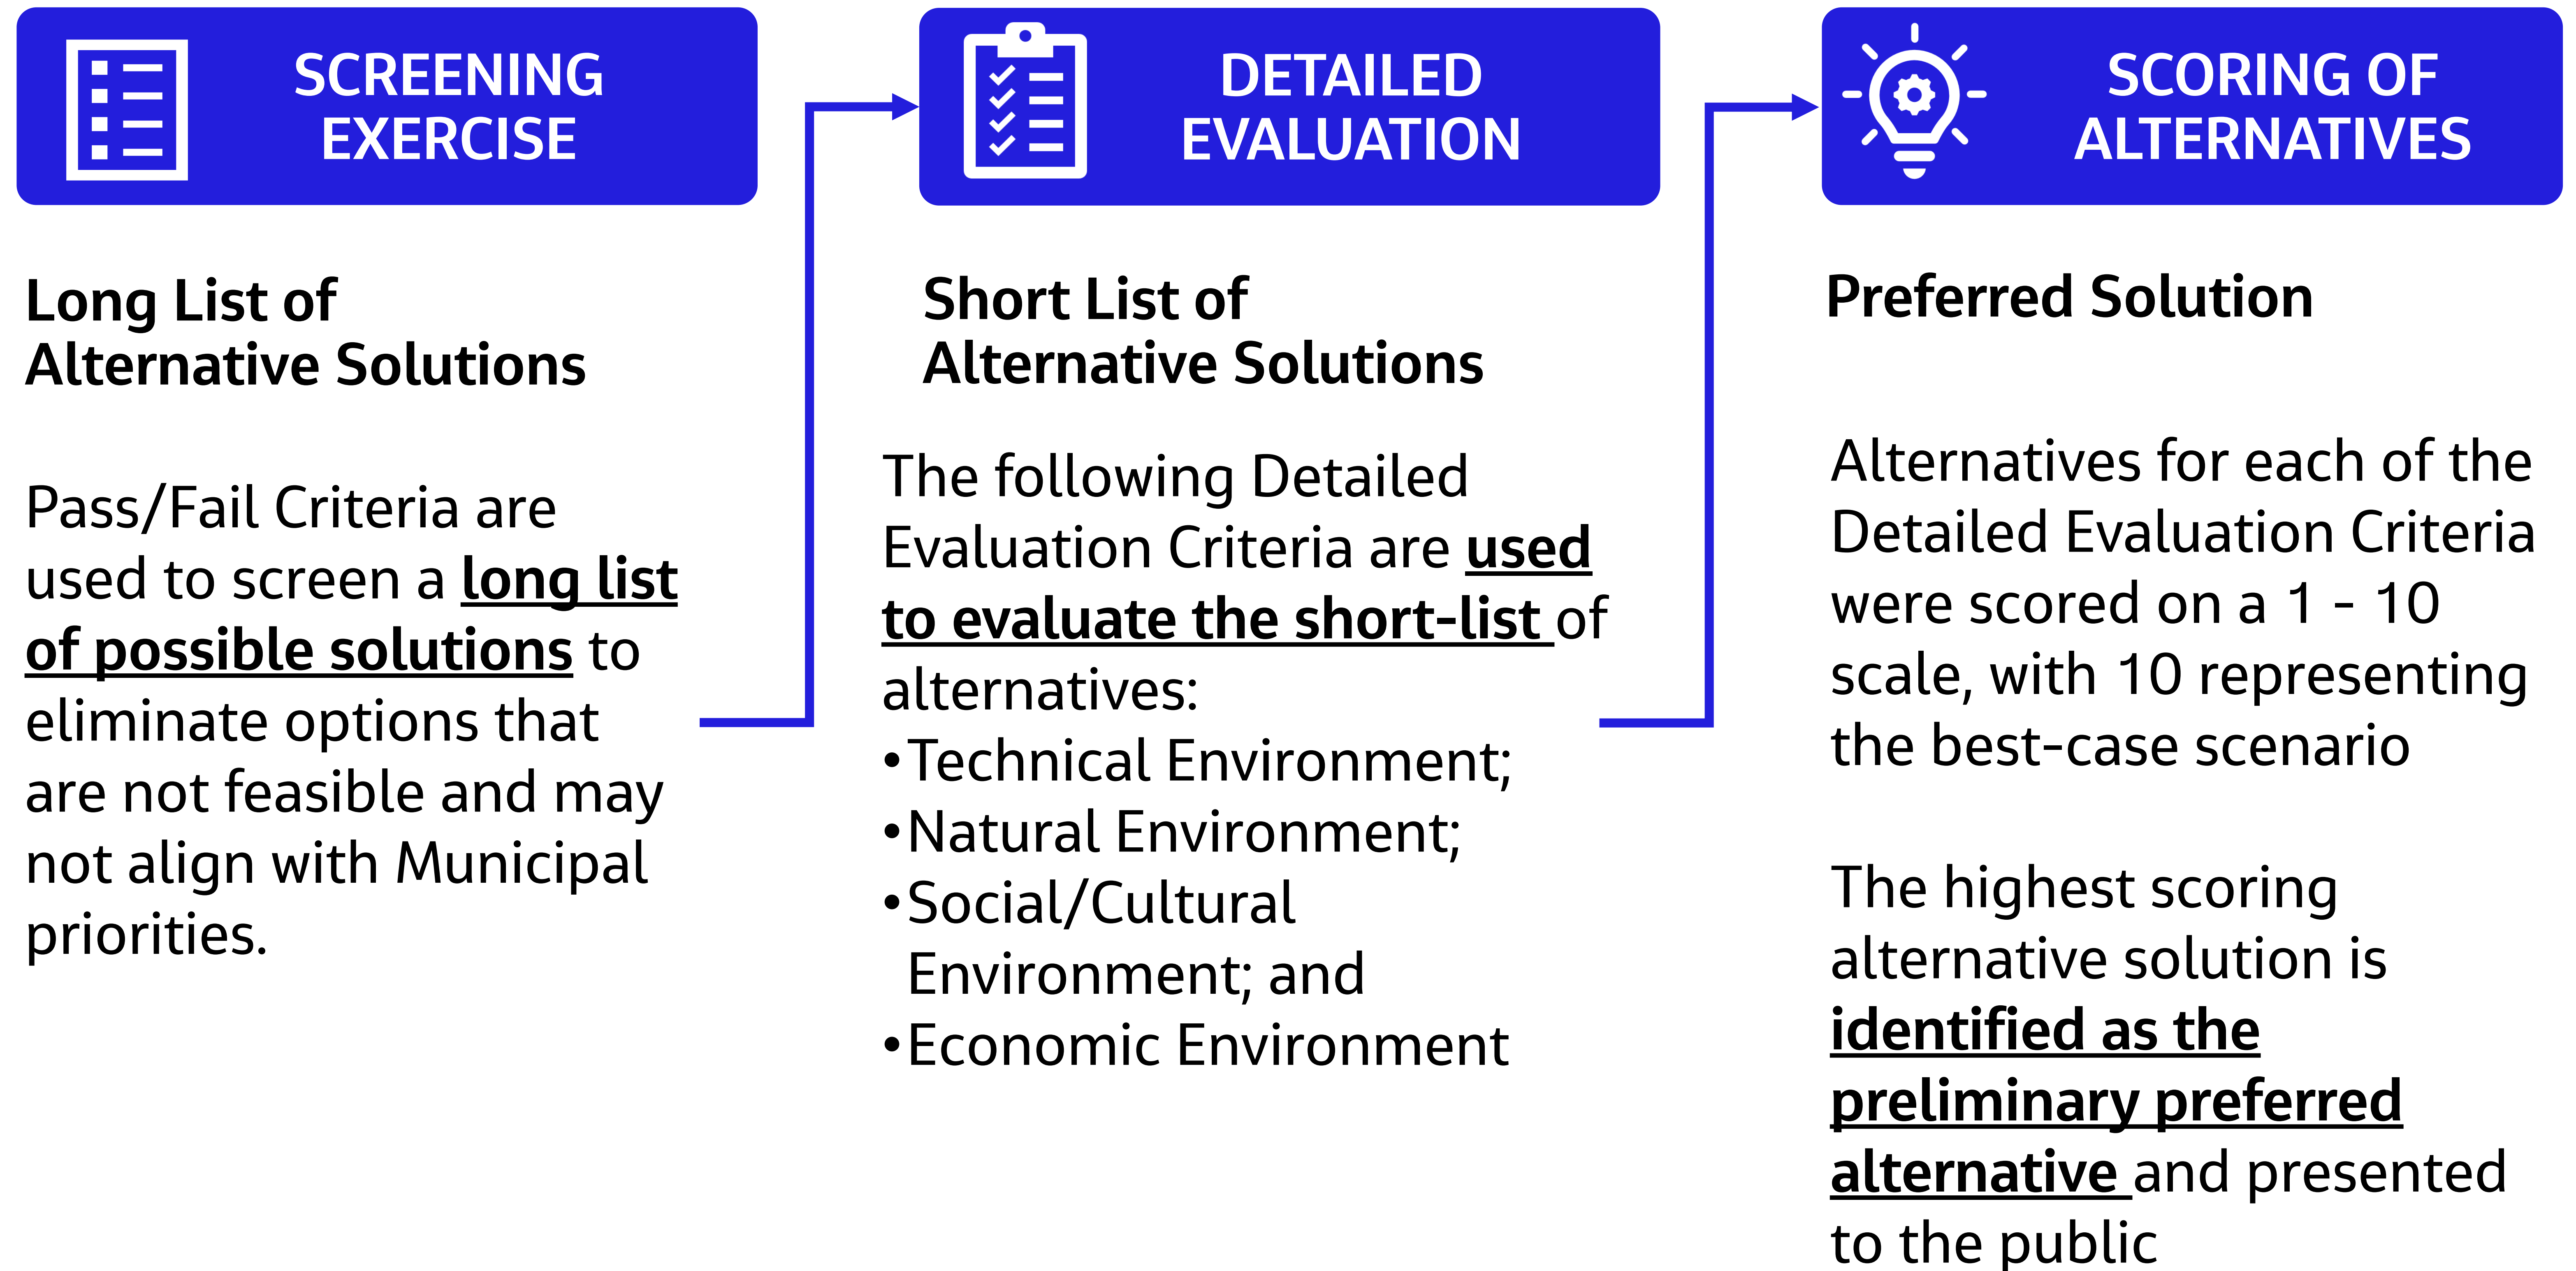 SCREENING
EXERCISE
Long List of
Alternative Solutions
Pass/Fail Criteria are
used to screen a long list
of possible solutions to
eliminate options that
are not feasible and may
not align with Municipal
priorities.
DETAILED
EVALUATION
Short List of
Alternative Solutions
The following Detailed
Evaluation Criteria are used
to evaluate the short-list of
alternatives:
•Technical Environment;
•Natural Environment;
•Social/Cultural
Environment; and
•Economic Environment
SCORING OF
ALTERNATIVES
Preferred Solution
Alternatives for each of the
Detailed Evaluation Criteria
were scored on a 1 - 10
scale, with 10 representing
the best-case scenario
The highest scoring
alternative solution is
identified as the
preliminary preferred
alternative and presented
to the public